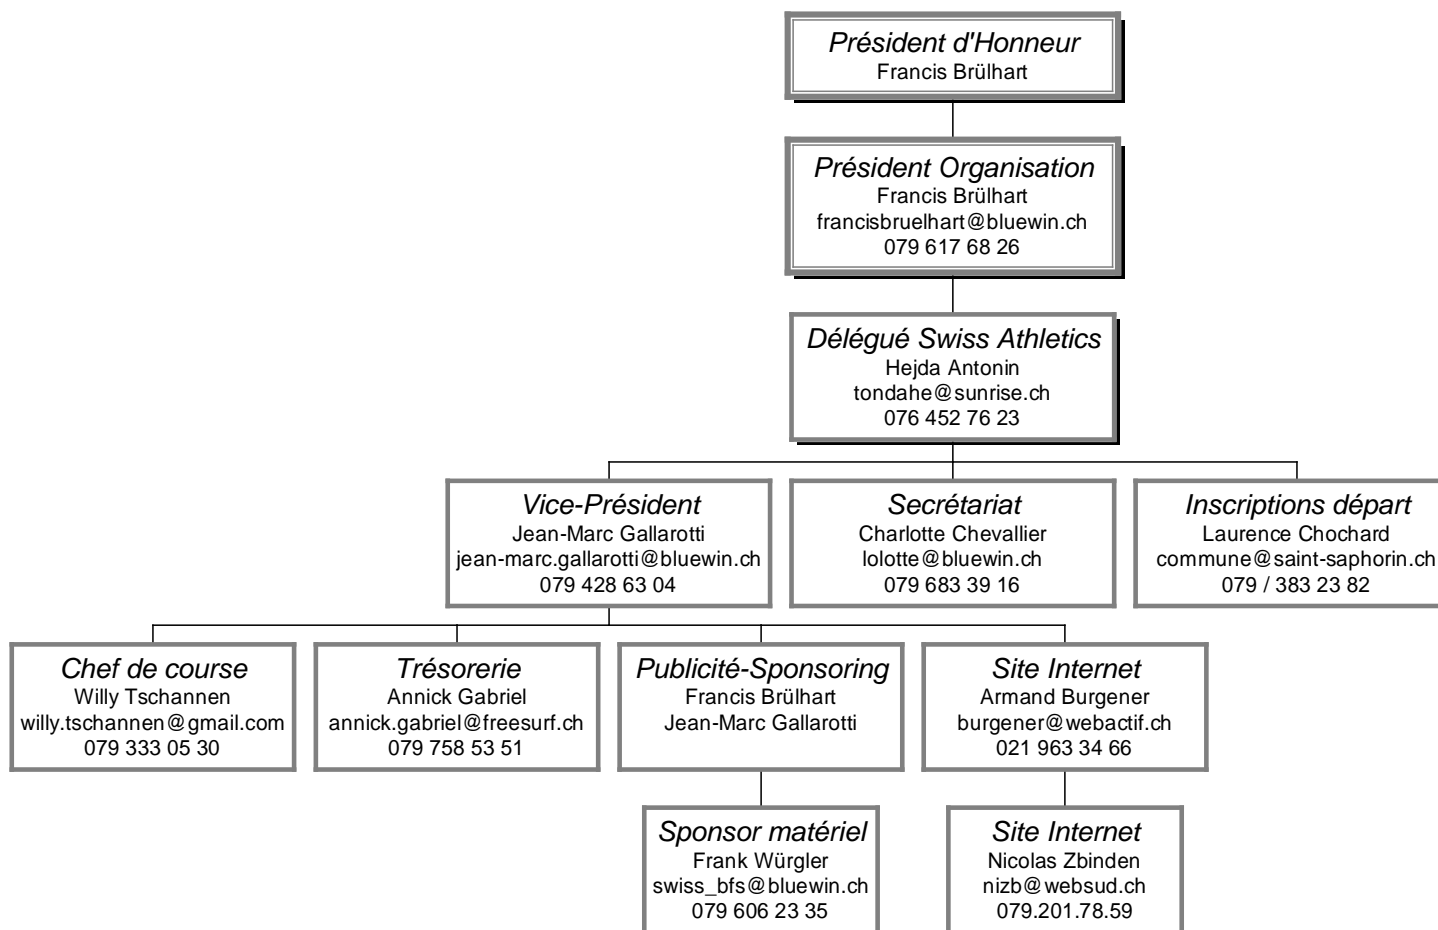 Président d'Honneur
Francis Brülhart
Président Organisation
Francis Brülhart
francisbruelhart@bluewin.ch
079 617 68 26
Délégué Swiss Athletics
Hejda Antonin
tondahe@sunrise.ch
076 452 76 23
Vice-Président
Jean-Marc Gallarotti
jean-marc.gallarotti@bluewin.ch
079 428 63 04
Secrétariat
Charlotte Chevallier
lolotte@bluewin.ch
079 683 39 16
Inscriptions départ
Laurence Chochard
commune@saint-saphorin.ch
079 / 383 23 82
Chef de course
Willy Tschannen
willy.tschannen@gmail.com
079 333 05 30
Trésorerie
Annick Gabriel
annick.gabriel@freesurf.ch
079 758 53 51
Publicité-Sponsoring
Francis Brülhart
Jean-Marc Gallarotti
Site Internet
Armand Burgener
burgener@webactif.ch
021 963 34 66
Sponsor matériel
Frank Würgler
swiss_bfs@bluewin.ch
079 606 23 35
Site Internet
Nicolas Zbinden
nizb@websud.ch
079.201.78.59